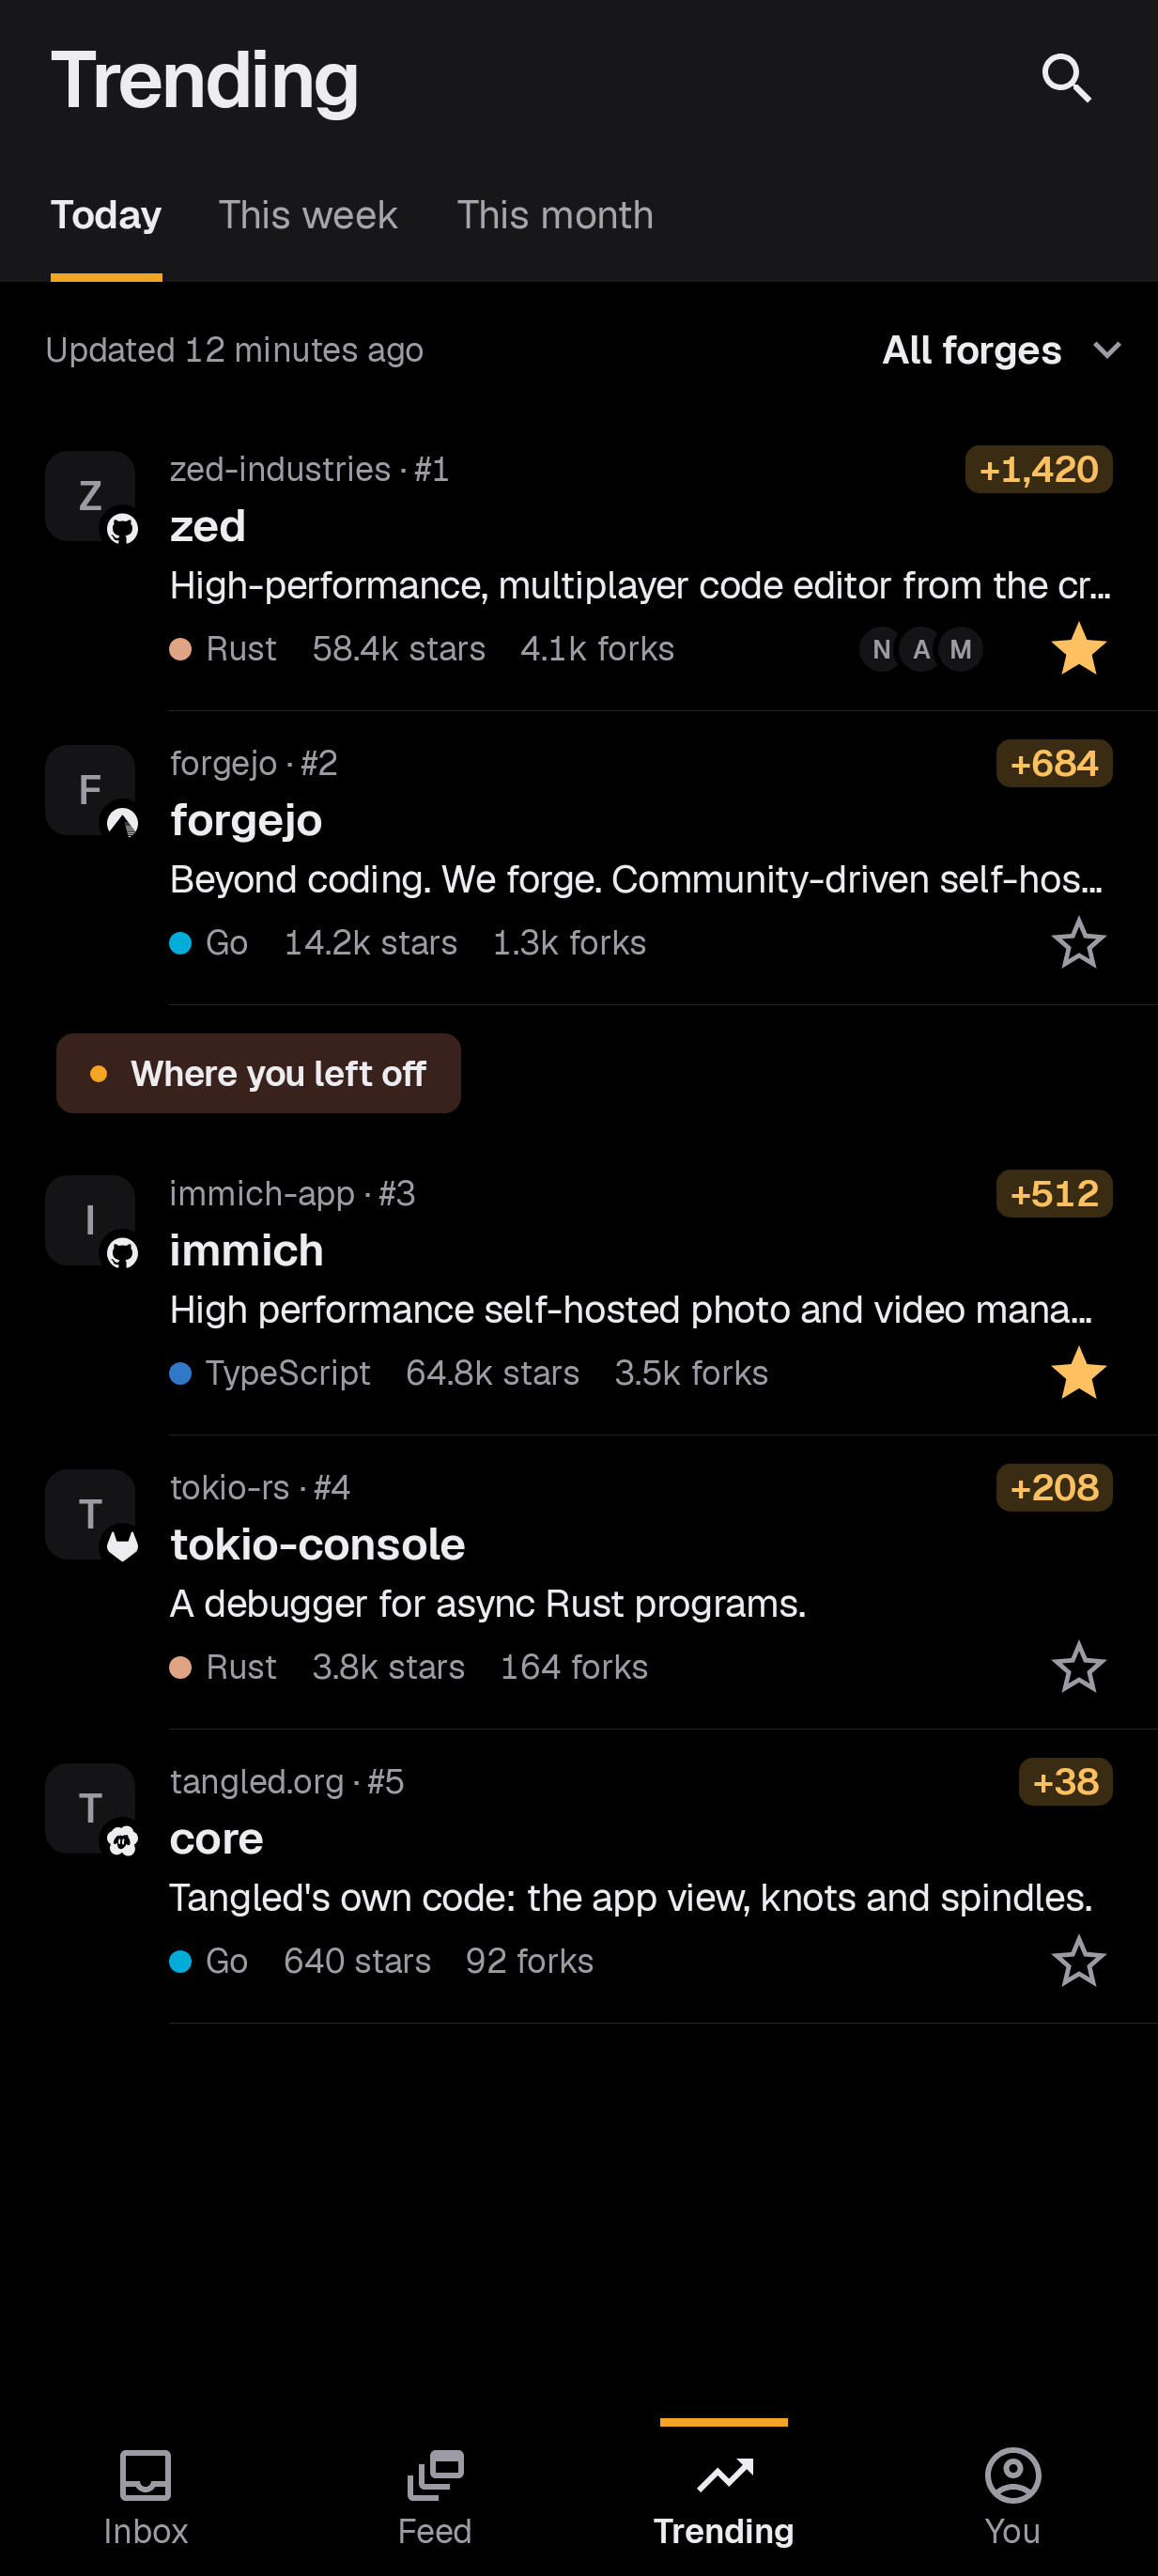 Trending
Today This week This month
Updated 12 minutes ago All forges
Z
zed-industries · #1 +1,420
zed
High-performance, multiplayer code editor from the cr...
Rust 58.4k stars 4.1k forks N A M
F
forgejo · #2 +684
forgejo
Beyond coding. We forge. Community-driven self-hos...
Go 14.2k stars 1.3k forks
Where you left off
I
immich-app · #3 +512
immich
High performance self-hosted photo and video mana...
TypeScript 64.8k stars 3.5k forks
T
tokio-rs · #4 +208
tokio-console
A debugger for async Rust programs.
Rust 3.8k stars 164 forks
T
tangled.org · #5 +38
core
Tangled's own code: the app view, knots and spindles.
Go 640 stars 92 forks
Inbox Feed Trending You